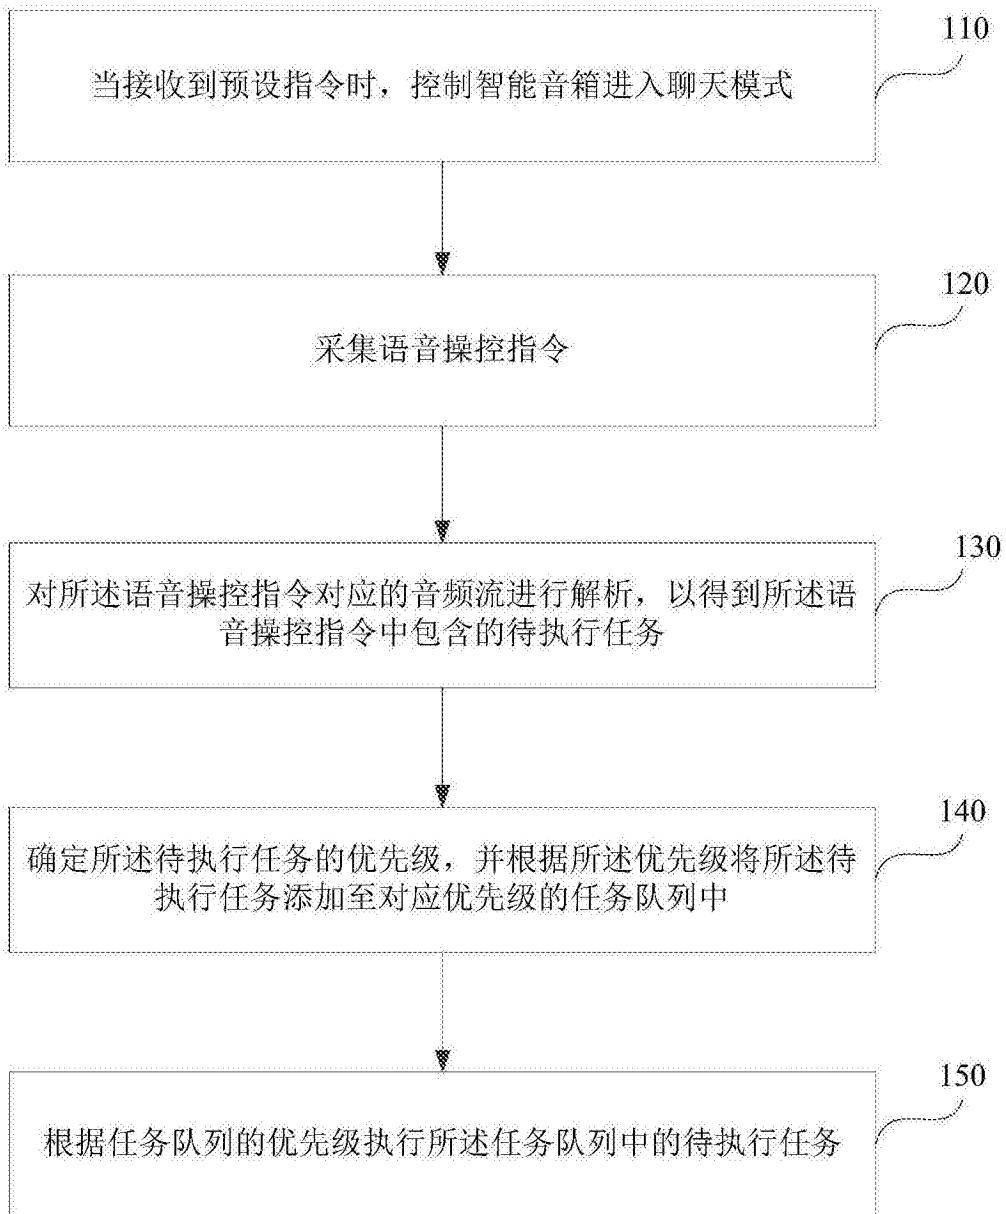 110
当接收到预设指令时，控制智能音箱进入聊天模式
120
采集语音操控指令
130
对所述语音操控指令对应的音频流进行解析，以得到所述语
音操控指令中包含的待执行任务
140
确定所述待执行任务的优先级，并根据所述优先级将所述待
执行任务添加至对应优先级的任务队列中
150
根据任务队列的优先级执行所述任务队列中的待执行任务